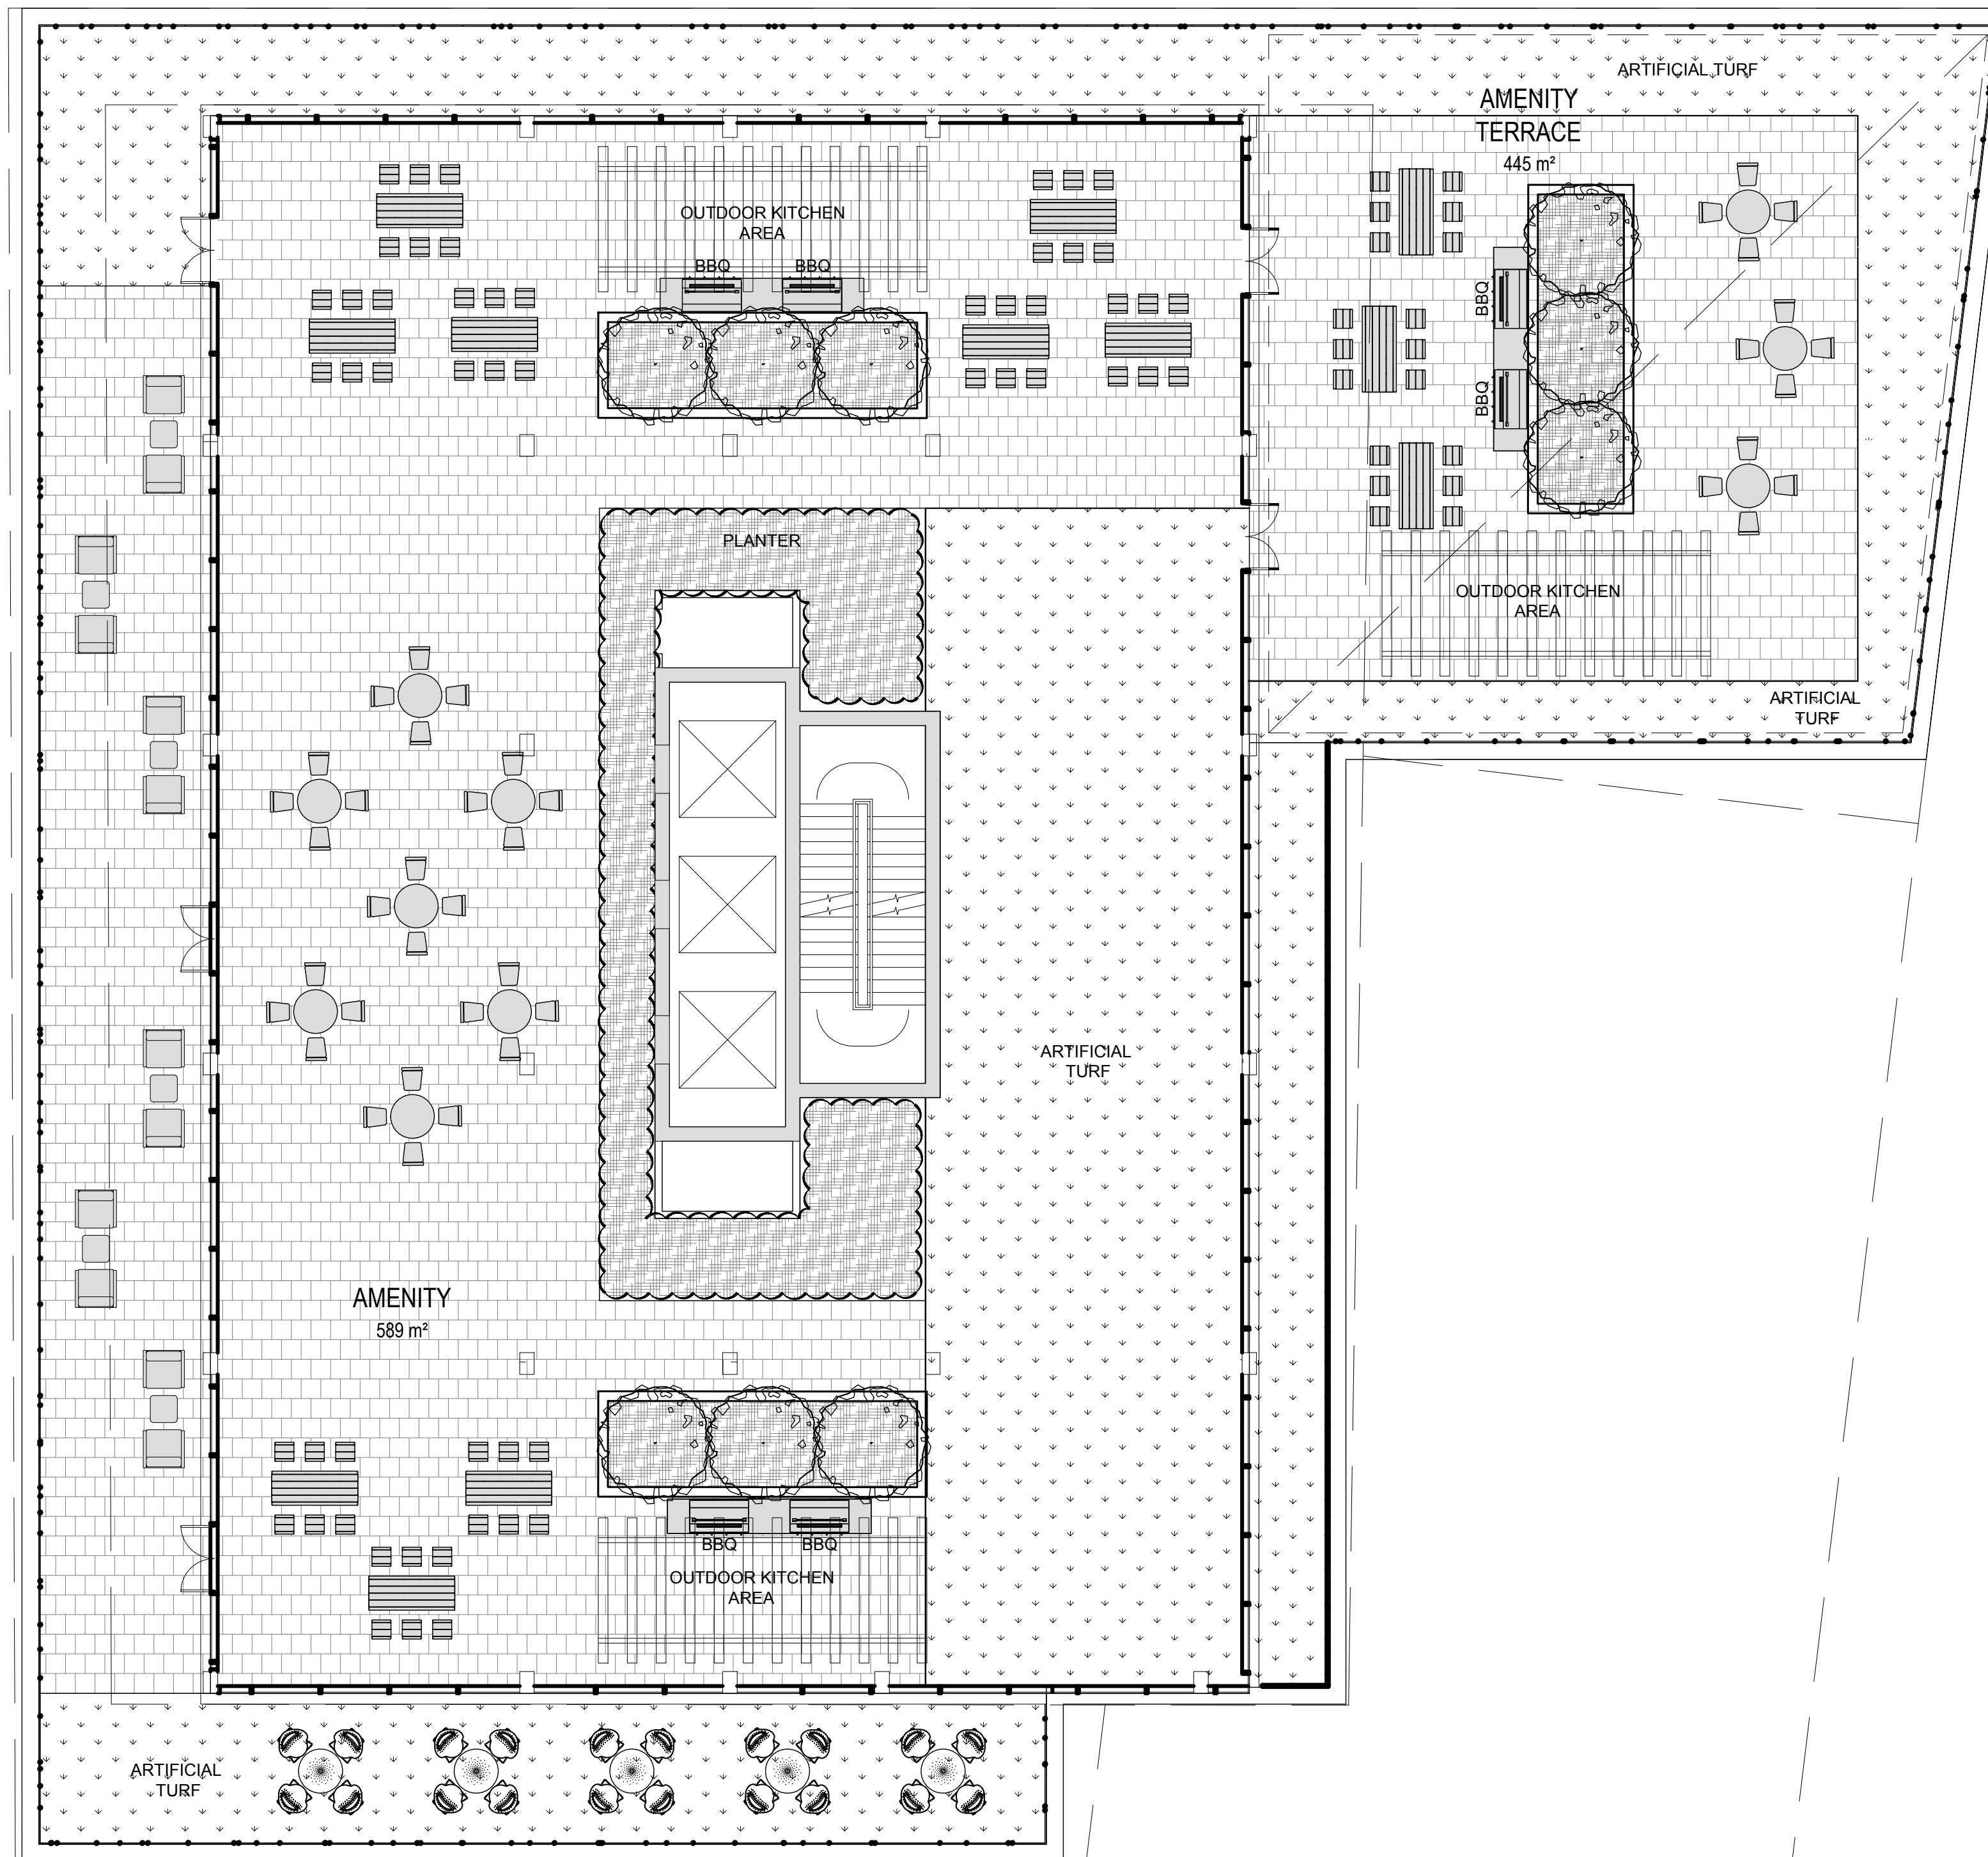 ARTIFICIAL TURF
AMENITY
TERRACE
445 m²
OUTDOOR KITCHEN
AREA
BBQ
BBQ
BBQ
BBQ
PLANTER
OUTDOOR KITCHEN
AREA
ARTIFICIAL
TURF
ARTIFICIAL
TURF
AMENITY
589 m²
BBQ
BBQ
OUTDOOR KITCHEN
AREA
ARTIFICIAL
TURF